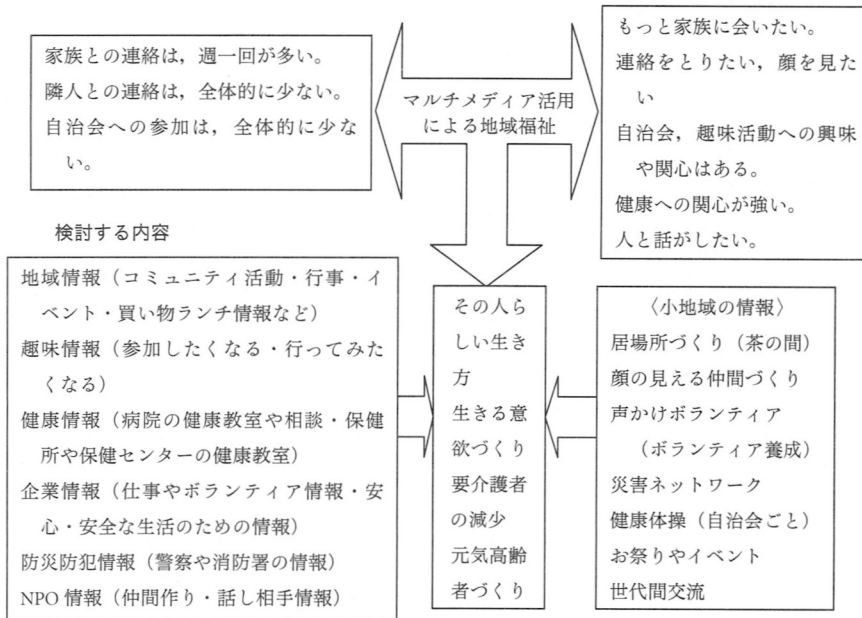 家族との連絡は，週一回が多い。
隣人との連絡は，全体的に少ない。
自治会への参加は，全体的に少な
い。
マルチメディア活用
による地域福祉
もっと家族に会いたい。
連絡をとりたい，顔を見た
い
自治会，趣味活動への興味
や関心はある。
健康への関心が強い。
人と話がしたい。
検討する内容
地域情報（コミュニティ活動・行事・イ
ベント・買い物ランチ情報など）
趣味情報（参加したくなる・行ってみた
くなる）
健康情報（病院の健康教室や相談・保健
所や保健センターの健康教室）
企業情報（仕事やボランティア情報・安
心・安全な生活のための情報）
防災防犯情報（警察や消防署の情報）
NPO 情報（仲間作り・話し相手情報）
その人ら
しい生き
方
生きる意
欲づくり
要介護者
の減少
元気高齢
者づくり
〈小地域の情報〉
居場所づくり（茶の間）
顔の見える仲間づくり
声かけボランティア
（ボランティア養成）
災害ネットワーク
健康体操（自治会ごと）
お祭りやイベント
世代間交流